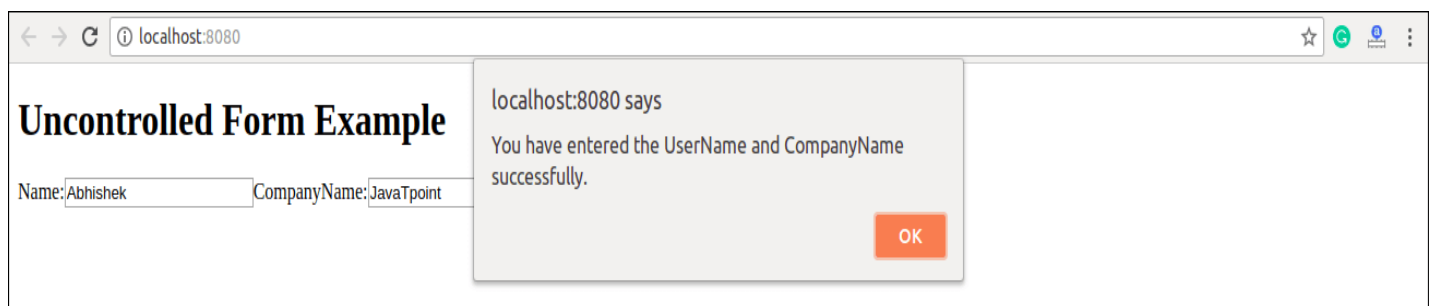 localhost:8080
localhost:8080 says
You have entered the UserName and CompanyName
successfully.
OK
Uncontrolled Form Example
Name:Abhishek CompanyName:JavaTpoint